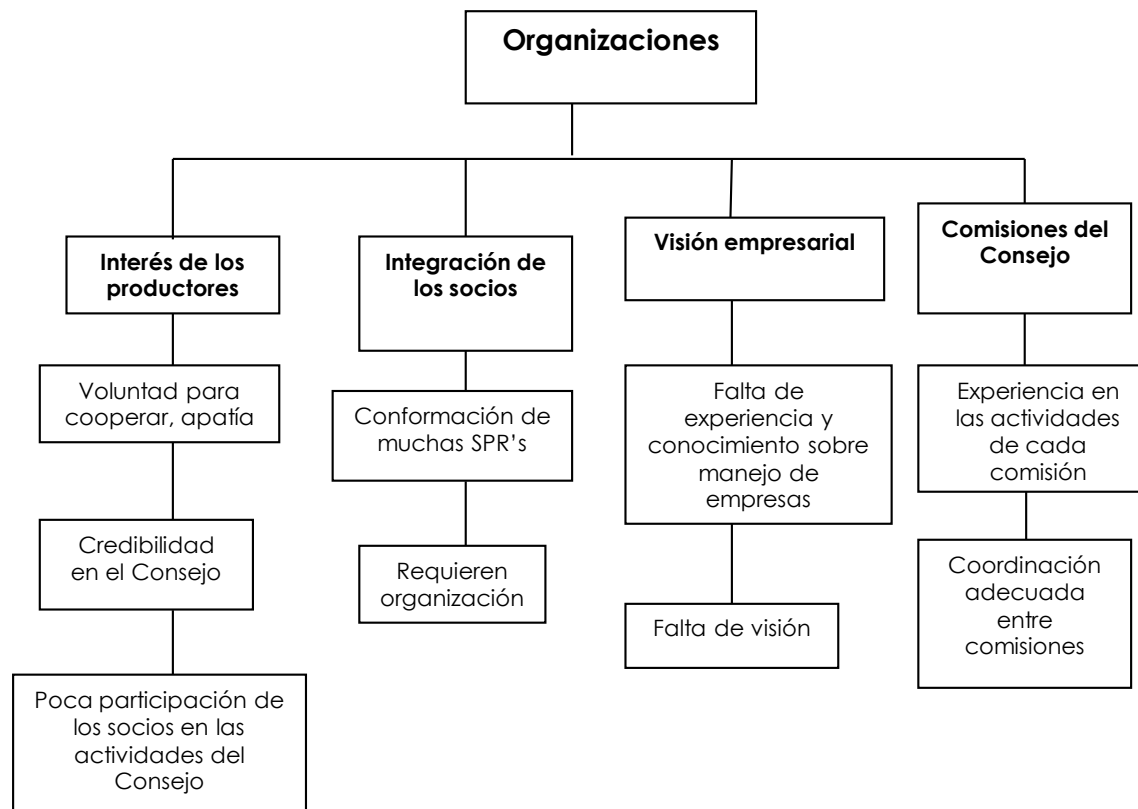 Organizaciones
Interés de los
productores
Voluntad para
cooperar, apatía
Credibilidad
en el Consejo
Poca participación de
los socios en las
actividades del
Consejo
Integración de
los socios
Conformación de
muchas SPR’s
Requieren
organización
Visión empresarial
Falta de
experiencia y
conocimiento sobre
manejo de
empresas
Falta de visión
Comisiones del
Consejo
Experiencia en
las actividades
de cada
comisión
Coordinación
adecuada
entre
comisiones